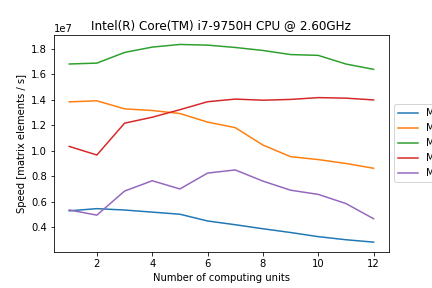 Intel(R) Core(TM) i7-9750H CPU @ 2.60GHz
1e7
1.8
1.6
1.4
1.2
1.0
0.8
0.6
0.4
Speed [matrix elements / s]
2 4 6 8 10 12
Number of computing units